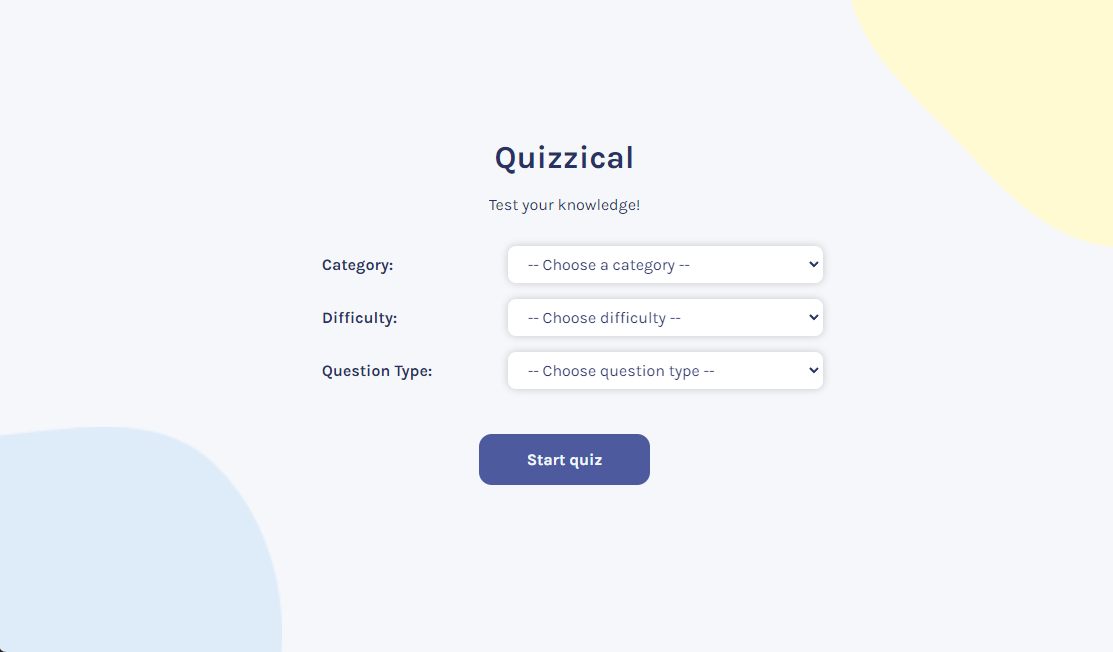 Quizzical
Test your knowledge!
Category: -- Choose a category --
Difficulty: -- Choose difficulty --
Question Type: -- Choose question type --
Start quiz